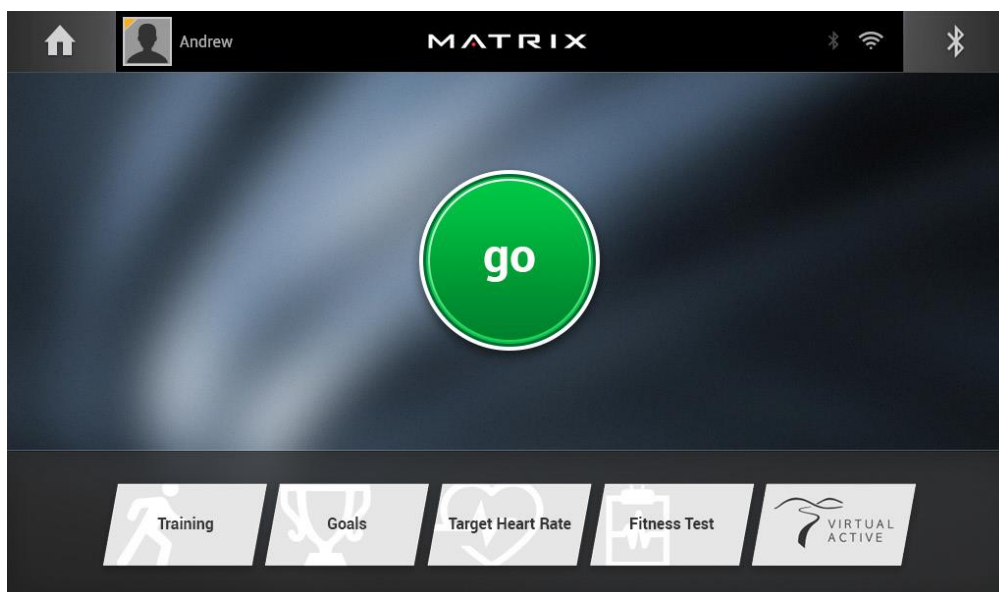 Andrew
MATRIX
go
Training
Goals
Target Heart Rate
Fitness Test
VIRTUAL
ACTIVE